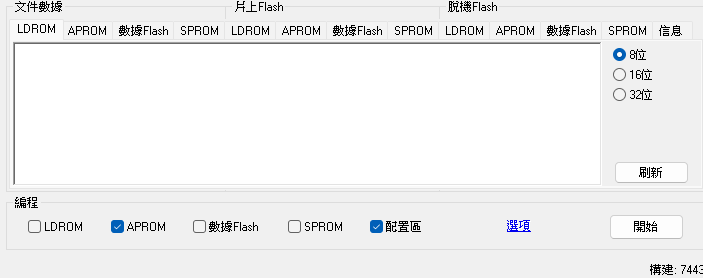 文件數據 片上Flash 脫機Flash
LDROM APROM 數據Flash SPROM LDROM APROM 數據Flash SPROM LDROM APROM 數據Flash SPROM 信息
8位
16位
32位
刷新
編程
LDROM APROM 數據Flash SPROM 配置區 選項 開始
構建: 7443